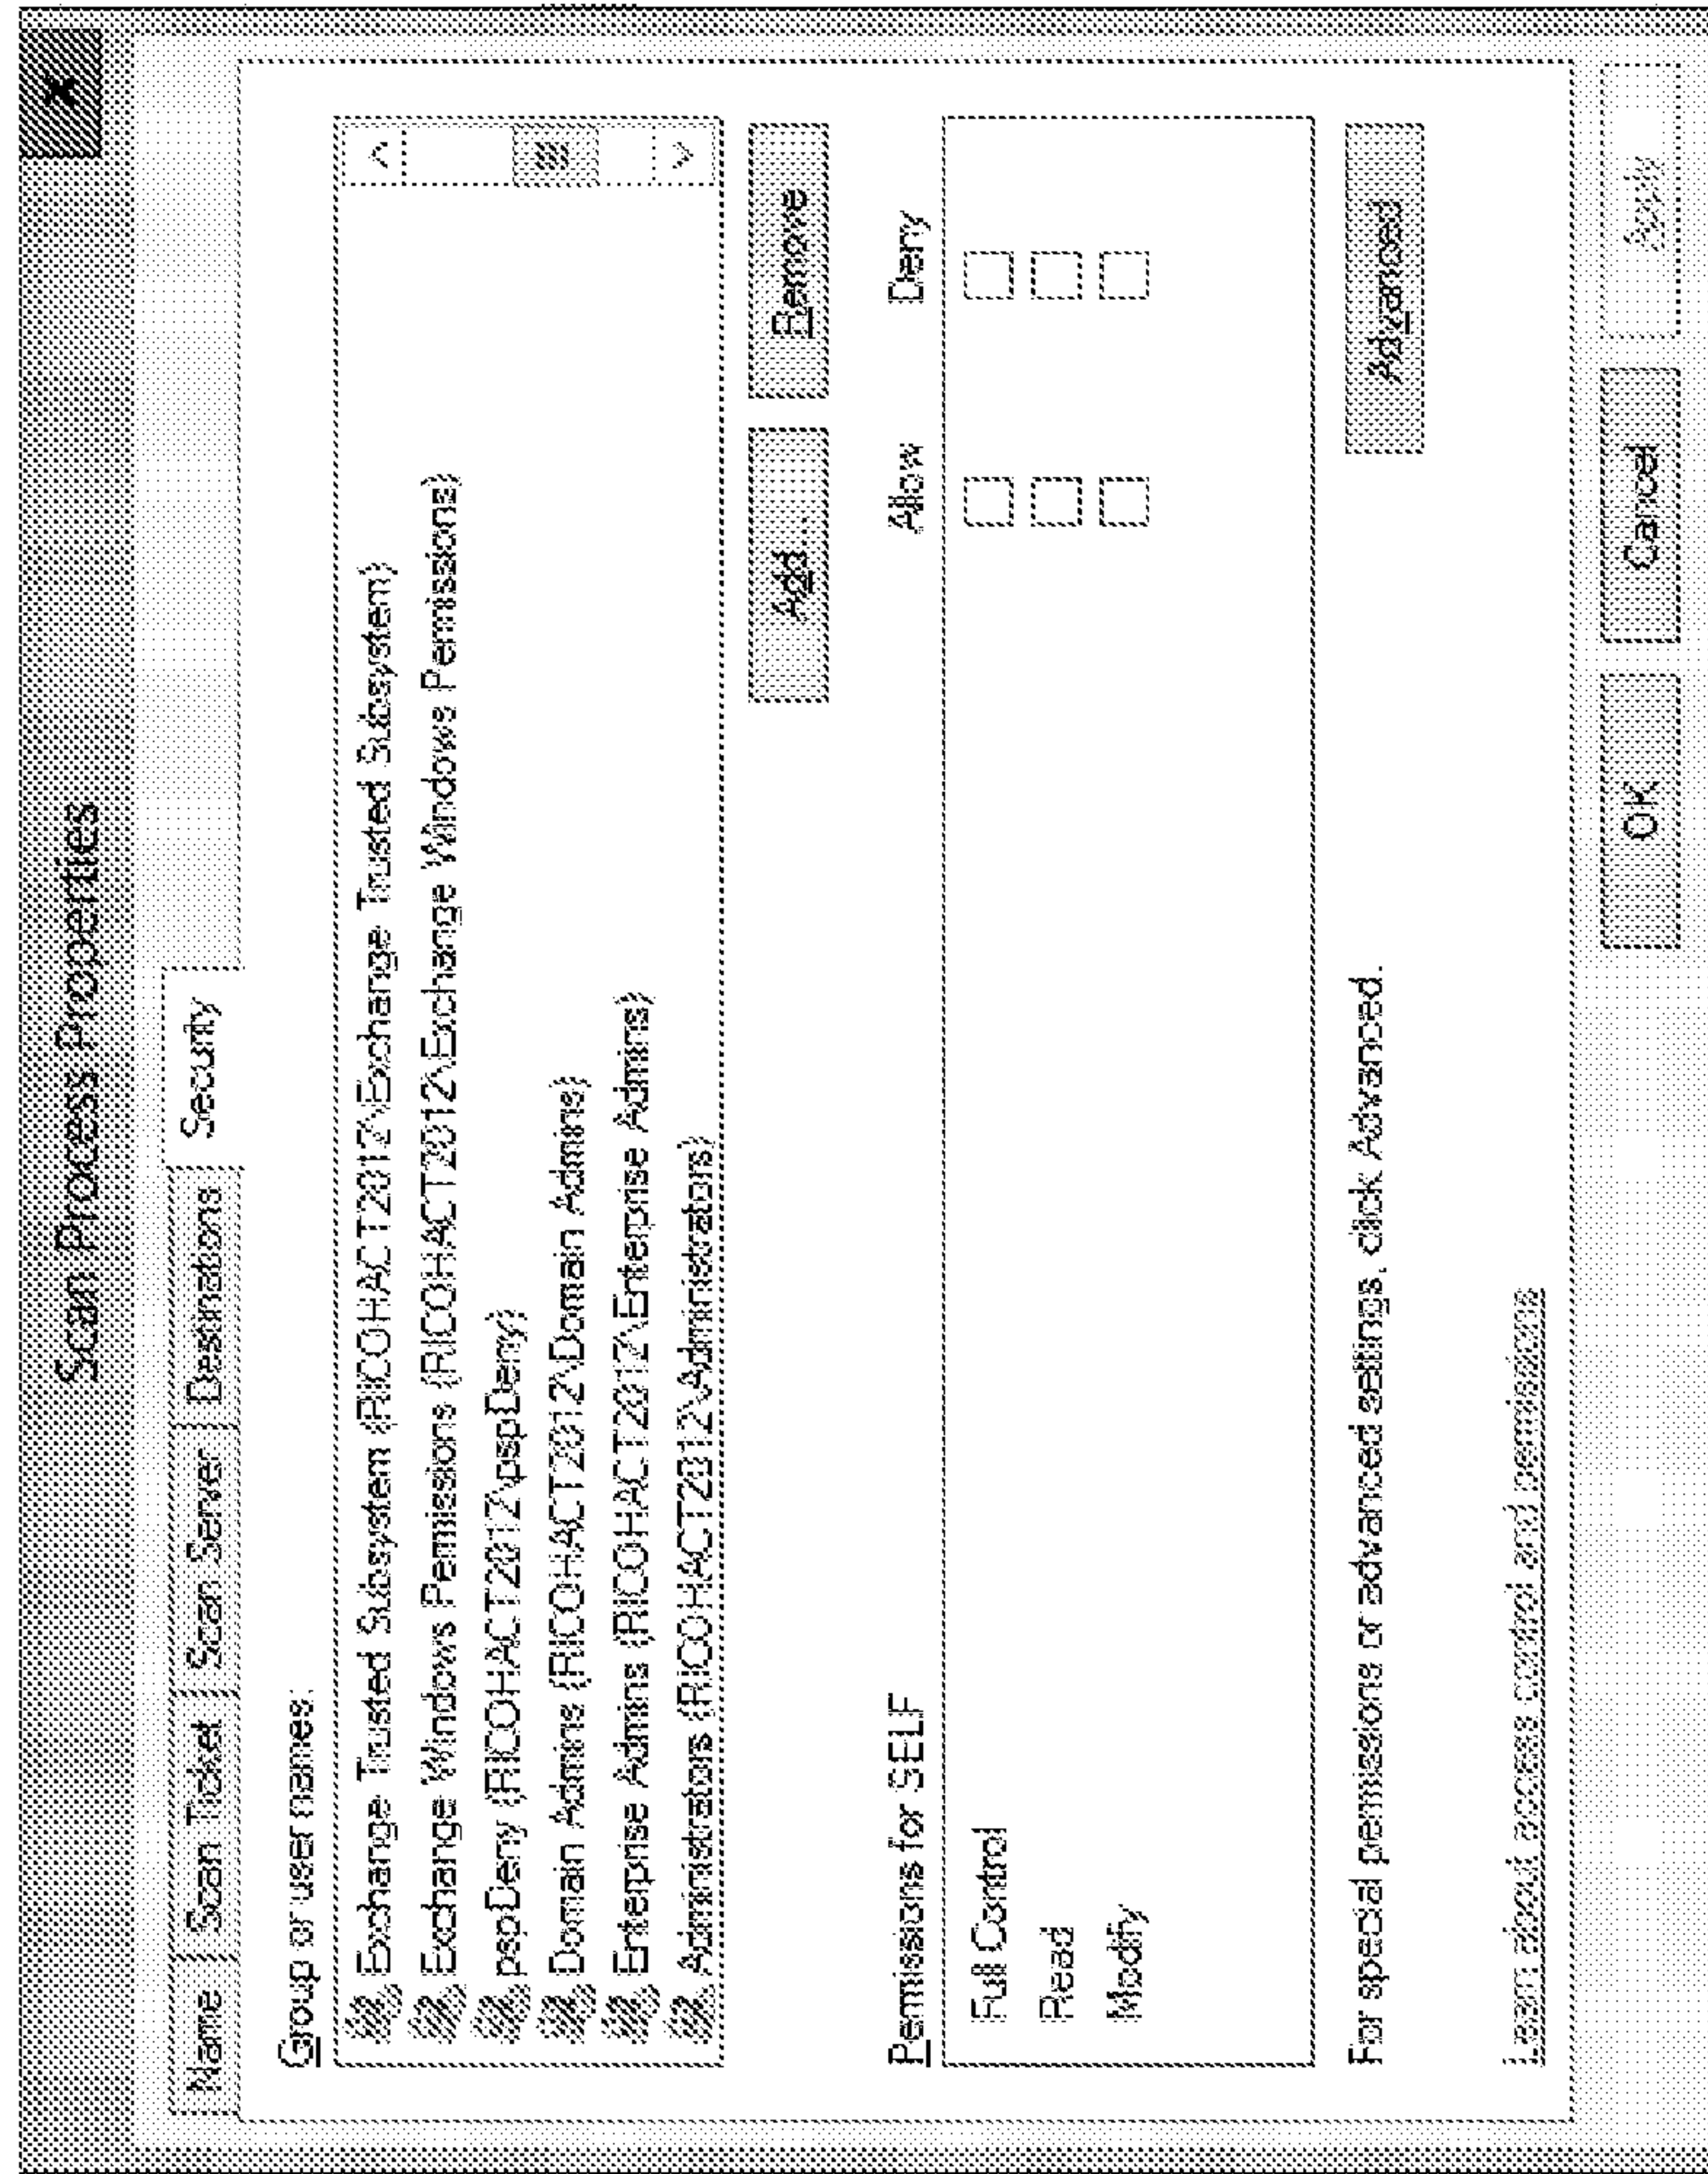 Scan Process Properties
x
Name Scan Ticket Scan Server Destinations Security
Group or user names:
Exchange Trusted Subsystem (RICOHACT2012\Exchange Trusted Subsystem)
Exchange Windows Permissions (RICOHACT2012\Exchange Windows Permissions)
pspDeny (RICOHACT2012\pspDeny)
Domain Admins (RICOHACT2012\Domain Admins)
Enterprise Admins (RICOHACT2012\Enterprise Admins)
Administrators (RICOHACT2012\Administrators)
Add... Remove
Permissions for SELF Allow Deny
Full Control
Read
Modify
For special permissions or advanced settings, click Advanced.
Advanced
Learn about access control and permissions
OK Cancel Apply